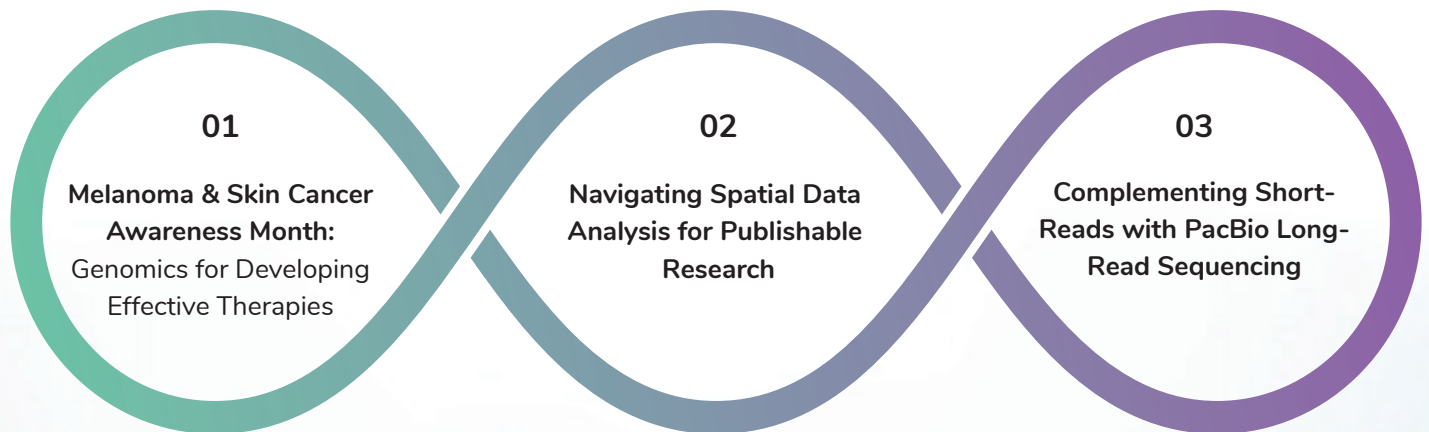 01
Melanoma & Skin Cancer
Awareness Month:
Genomics for Developing
Effective Therapies
02
Navigating Spatial Data
Analysis for Publishable
Research
03
Complementing Short-
Reads with PacBio Long-
Read Sequencing